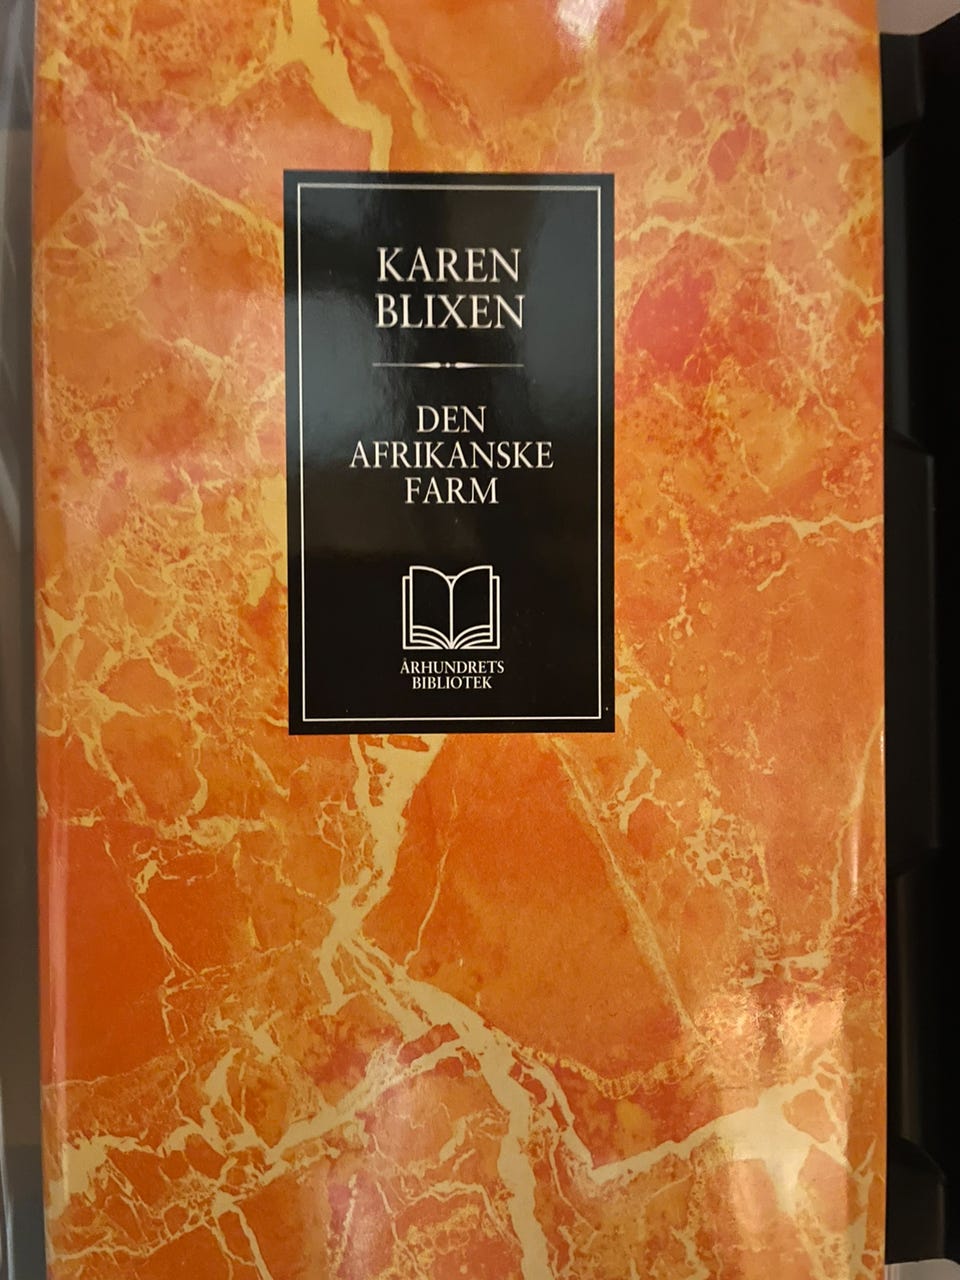 KAREN
BLIXEN
DEN
AFRIKANSKE
FARM
ÅRHUNDRETS
BIBLIOTEK